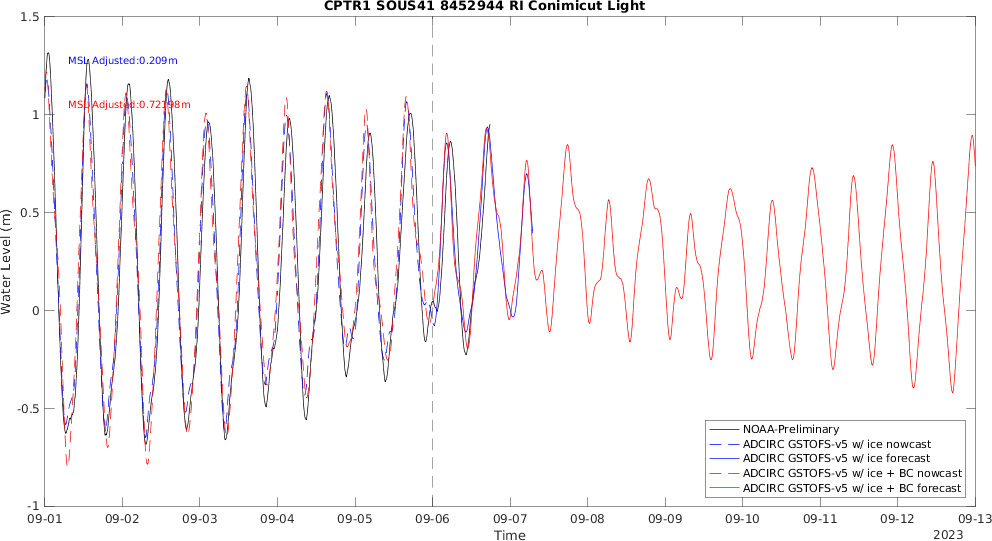 CPTR1 SOUS41 8452944 RI Conimicut Light
1.5
1
0.5
0
-0.5
-1
Water Level (m)
MSL Adjusted:0.209m
MSL Adjusted:0.72198m
NOAA-Preliminary
ADCIRC GSTOFS-v5 w/ ice nowcast
ADCIRC GSTOFS-v5 w/ ice forecast
ADCIRC GSTOFS-v5 w/ ice + BC nowcast
ADCIRC GSTOFS-v5 w/ ice + BC forecast
09-01 09-02 09-03 09-04 09-05 09-06 09-07 09-08 09-09 09-10 09-11 09-12 09-13
Time
2023